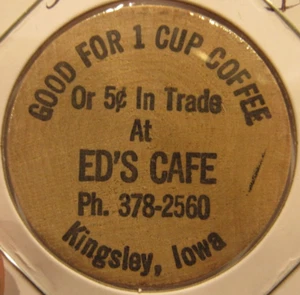 GOOD FOR 1 CUP COFFEE
Or 5¢ In Trade
At
ED'S CAFE
Ph. 378-2560
Kingsley, Iowa